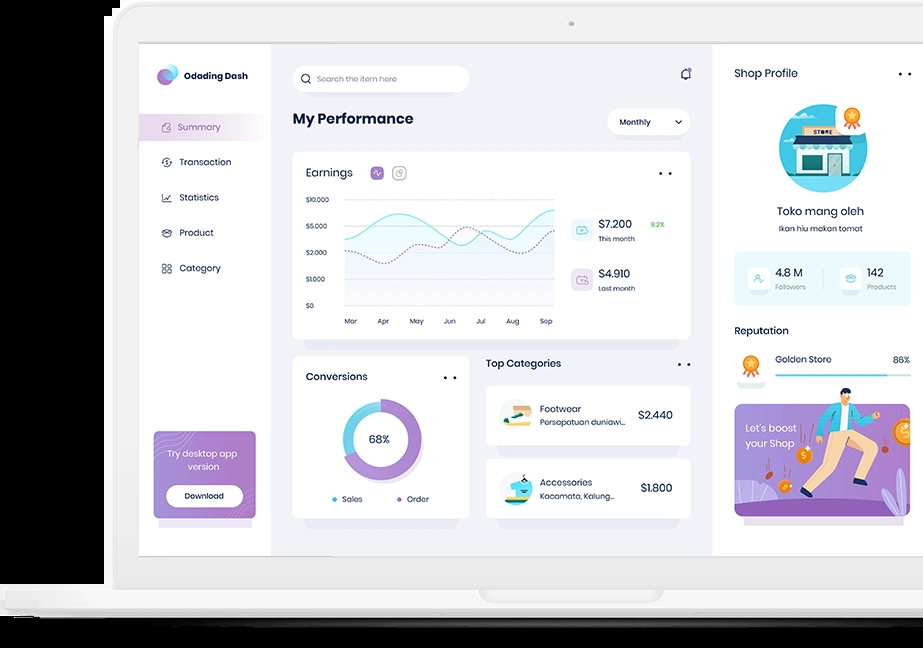 Odading Dash
Summary
Transaction
Statistics
Product
Category
Try desktop app
version
Download
Search the item here
My Performance
Monthly
Earnings
$10.000
$5.000
$2.000
$1.000
$0
Mar Apr May Jun Jul Aug Sep
$7.200 82%
This month
$4.910
Last month
Conversions
68%
Sales Order
Top Categories
Footwear
Persapatuan duniawi...
$2.440
Accessories
Kacamata, Kalung...
$1.800
Shop Profile
STORE
Toko mang oleh
Ikan hiu makan tomat
4.8 M
Followers
142
Products
Reputation
Golden Store 86%
Let's boost
your Shop